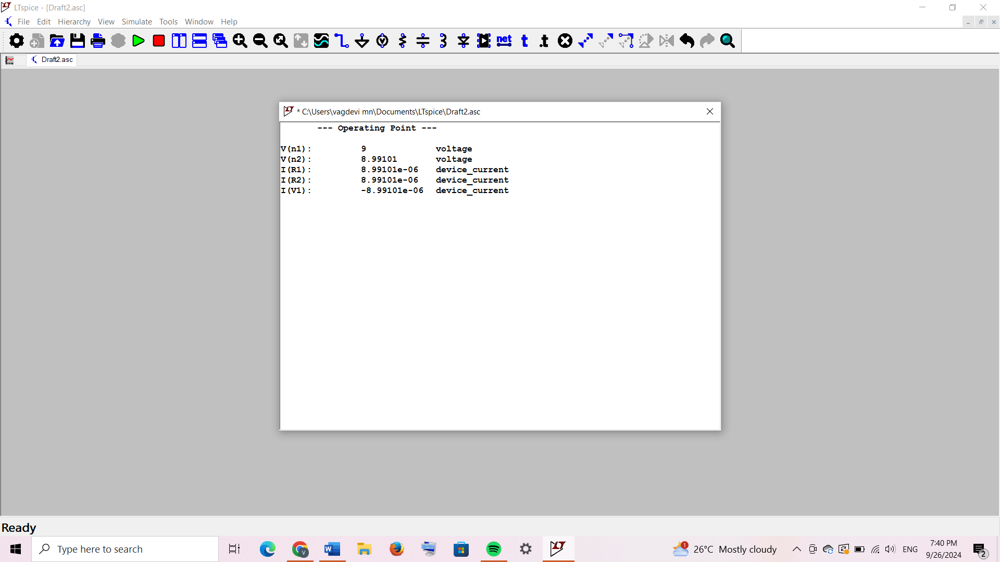 LTspice - [Draft2.asc]
File Edit Hierarchy View Simulate Tools Window Help
net t .t
Draft2.asc
* C:\Users\vagdevi mn\Documents\LTspice\Draft2.asc
--- Operating Point ---
V(n1): 9 voltage
V(n2): 8.99101 voltage
I(R1): 8.99101e-06 device_current
I(R2): 8.99101e-06 device_current
I(V1): -8.99101e-06 device_current
Ready
Type here to search
26°C Mostly cloudy
ENG
7:40 PM
9/26/2024
1
2